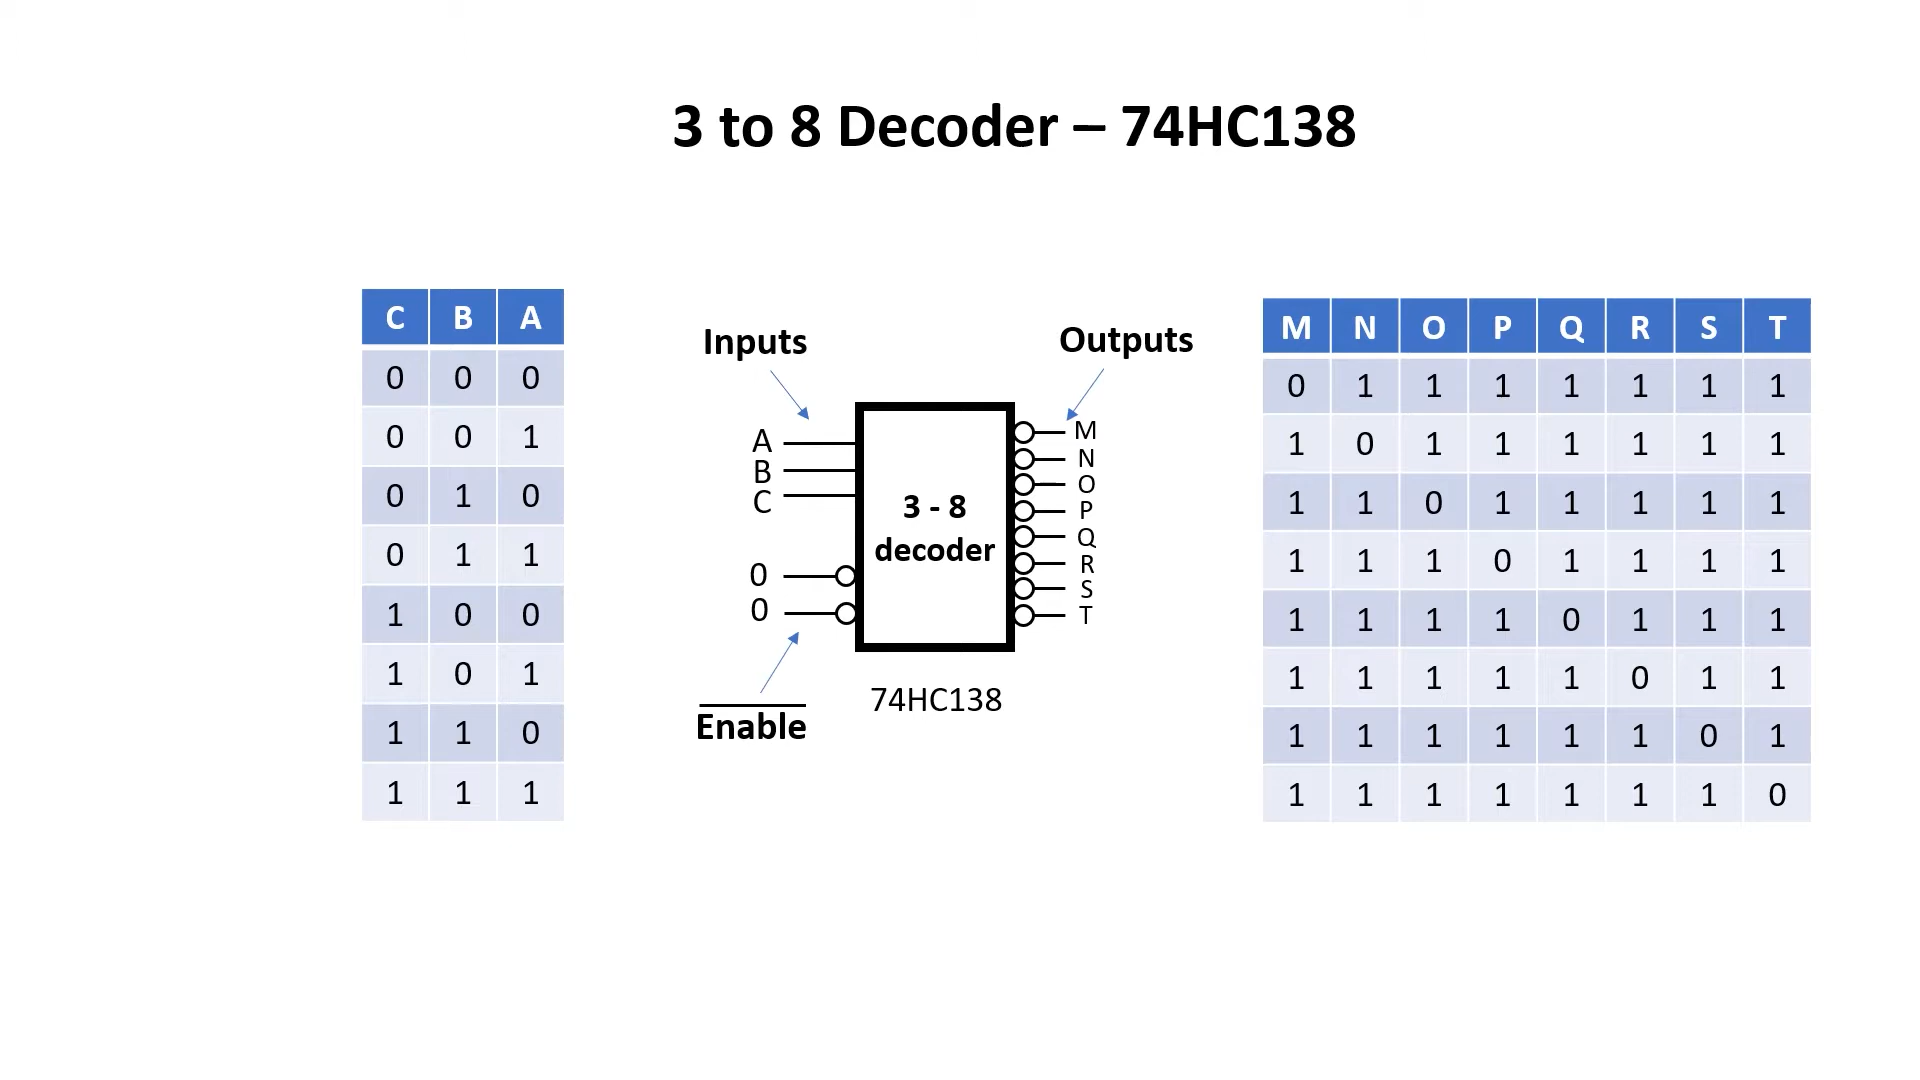 3 to 8 Decoder – 74HC138
C B A
0 0 0
0 0 1
0 1 0
0 1 1
1 0 0
1 0 1
1 1 0
1 1 1
Inputs
A
B
C
0
0
Enable
3 - 8
decoder
74HC138
Outputs
M
N
O
P
Q
R
S
T
M N O P Q R S T
0 1 1 1 1 1 1 1
1 0 1 1 1 1 1 1
1 1 0 1 1 1 1 1
1 1 1 0 1 1 1 1
1 1 1 1 0 1 1 1
1 1 1 1 1 0 1 1
1 1 1 1 1 1 0 1
1 1 1 1 1 1 1 0